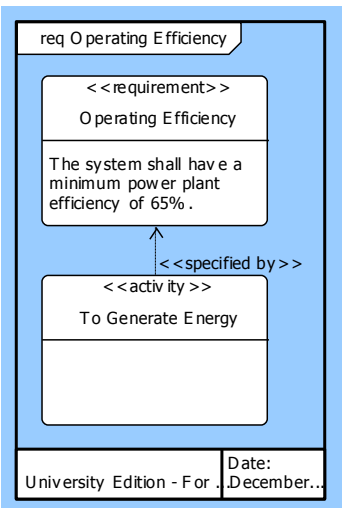 req Operating Efficiency
<<requirement>>
Operating Efficiency
The system shall have a
minimum power plant
efficiency of 65%.
<<specified by>>
<<activity>>
To Generate Energy
University Edition - For ...
Date:
December...